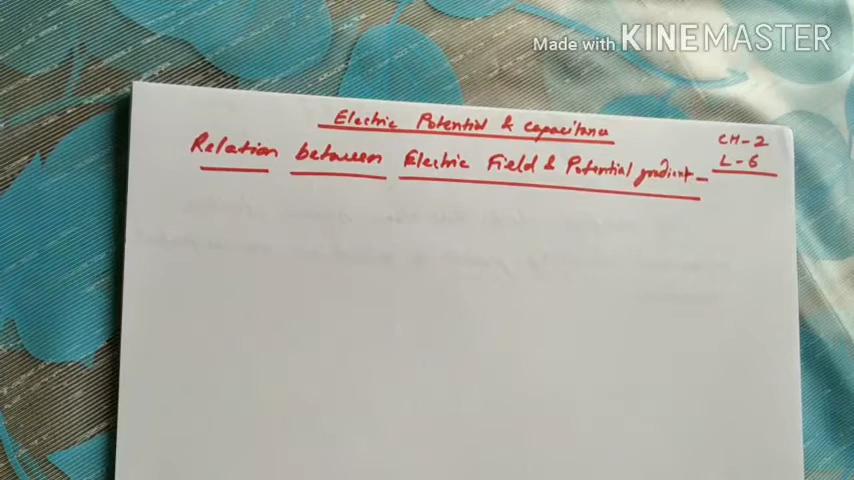 Made with KINEMASTER
Electric Potential & Capacitance
CH-2
Relation between Electric Field & Potential gradient-
L-6